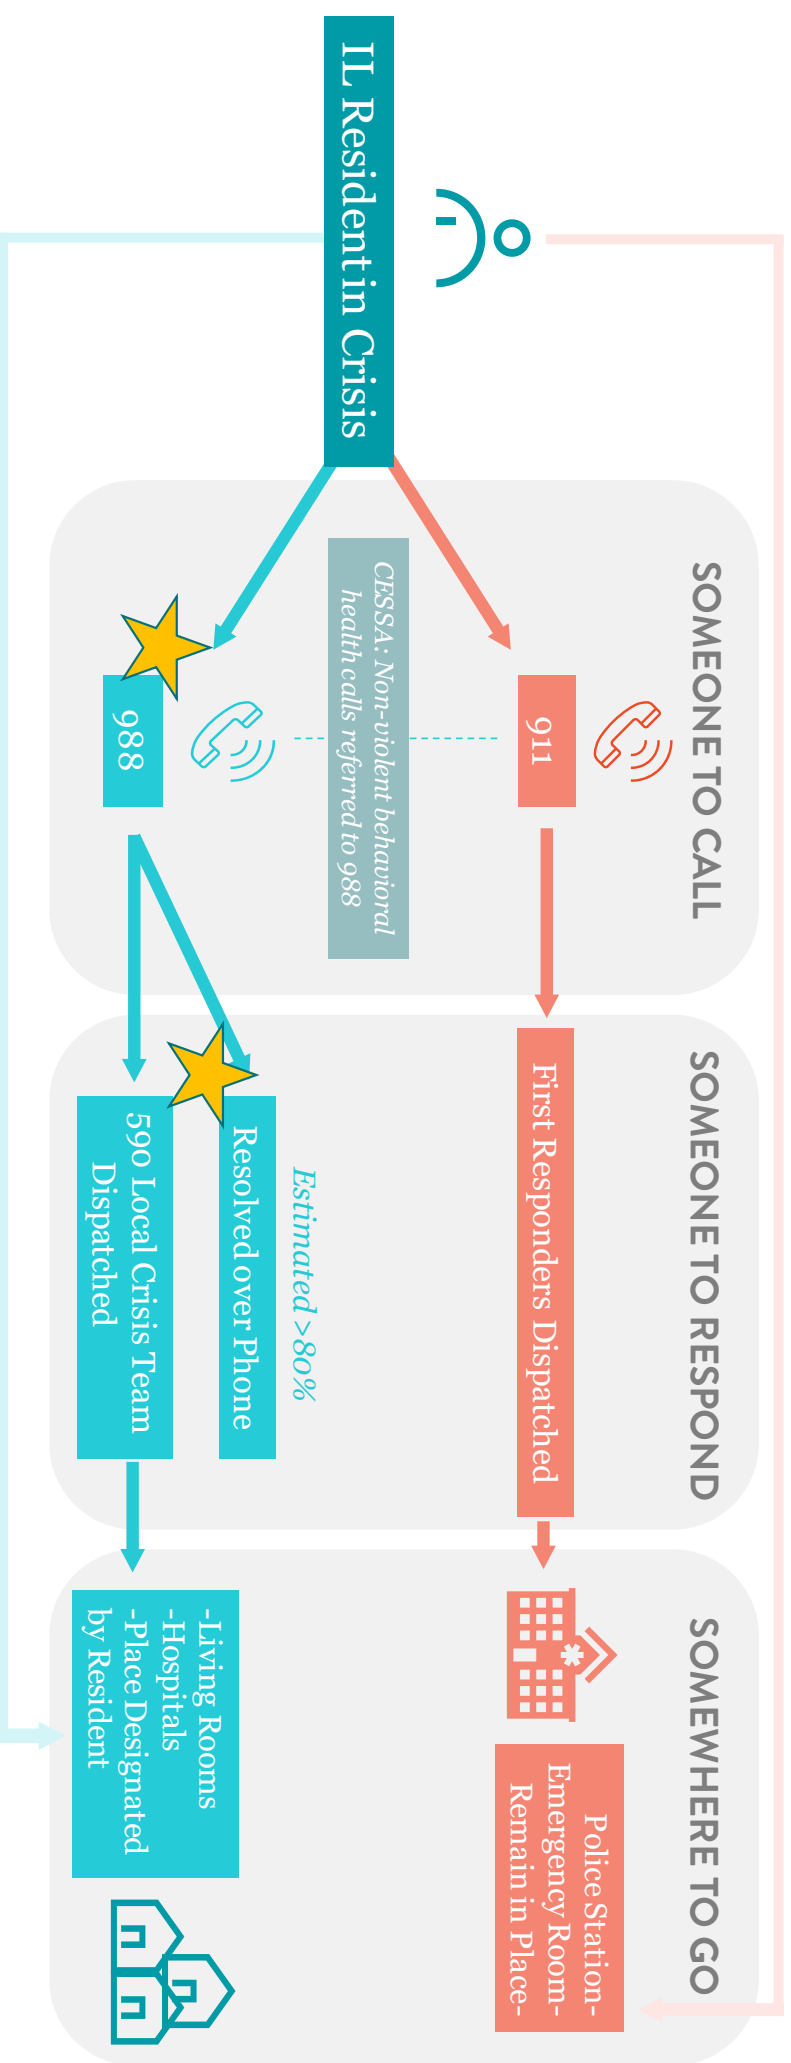 IL Resident in Crisis
SOMEONE TO CALL
911
CESSA: Non-violent behavioral
health calls referred to 988
988
SOMEONE TO RESPOND
First Responders Dispatched
Estimated >80%
Resolved over Phone
590 Local Crisis Team
Dispatched
SOMEWHERE TO GO
Police Station-
Emergency Room-
Remain in Place-
-Living Rooms
-Hospitals
-Place Designated
by Resident